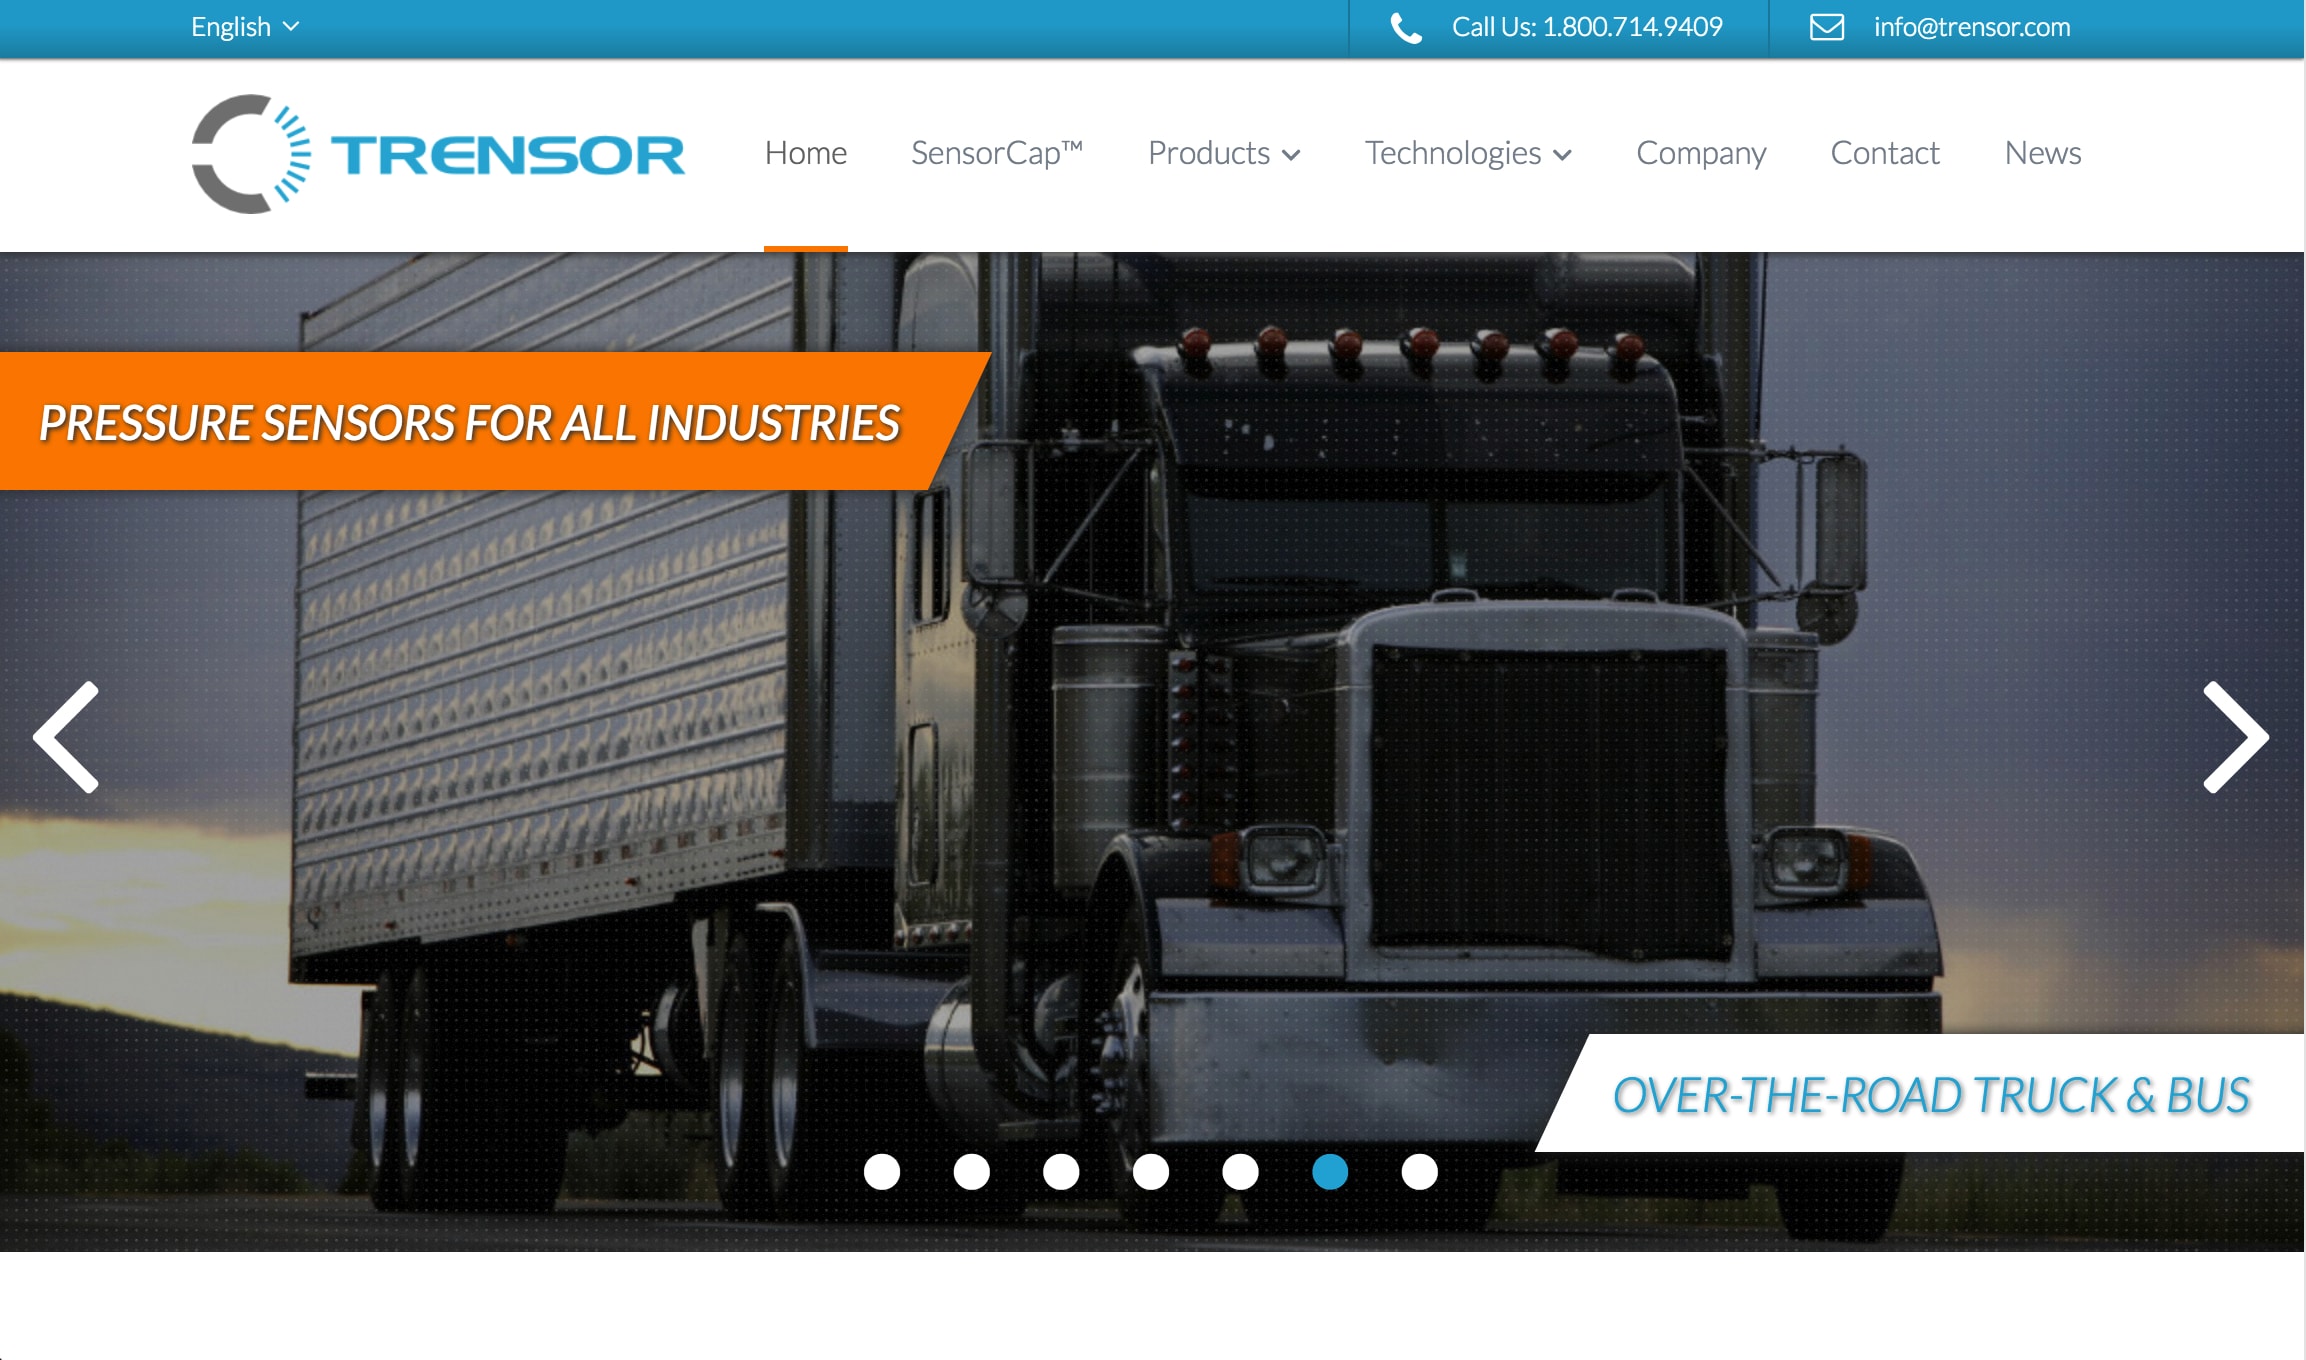 English
Call Us: 1.800.714.9409
info@trensor.com
TRENSOR
Home
SensorCap™
Products
Technologies
Company
Contact
News
PRESSURE SENSORS FOR ALL INDUSTRIES
OVER-THE-ROAD TRUCK & BUS